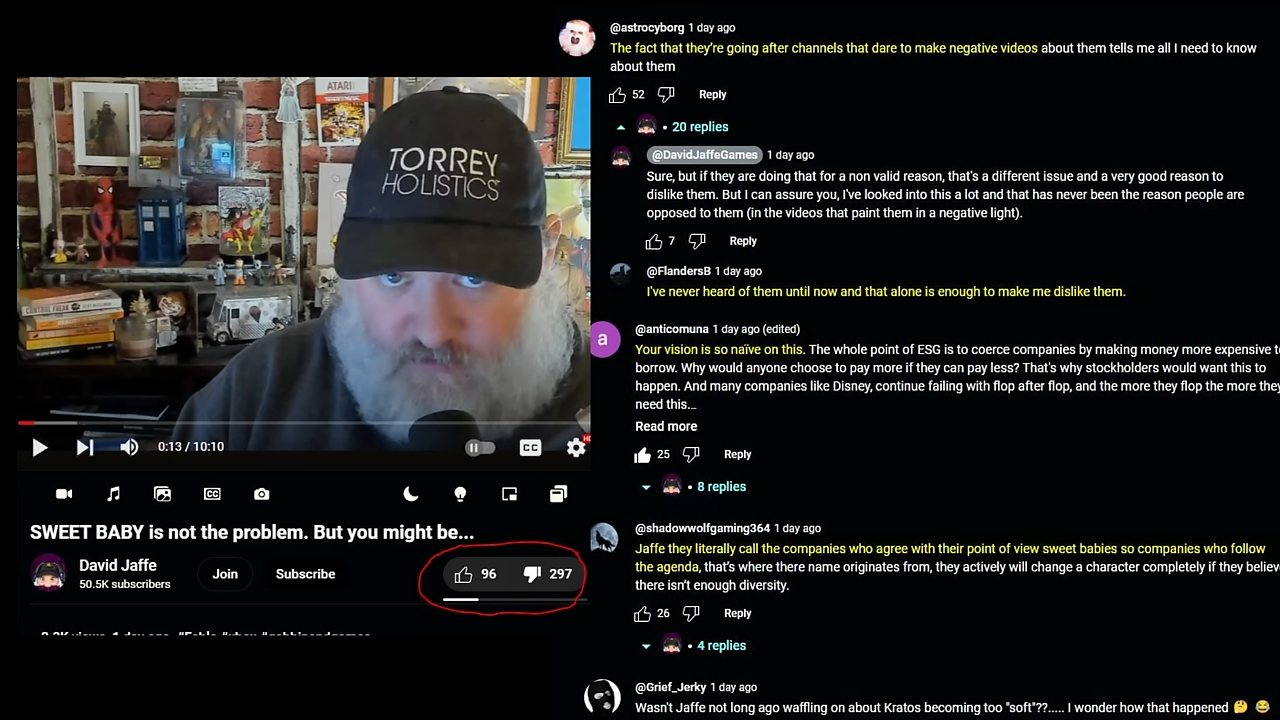 ATARI
TORREY
HOLISTICS
CONTROL FREAK
0:13 / 10:10
CC
HD
CC
SWEET BABY is not the problem. But you might be...
David Jaffe
50.5K subscribers
Join
Subscribe
96
297
@astrocyborg 1 day ago
The fact that they're going after channels that dare to make negative videos about them tells me all I need to know
about them
52
Reply
20 replies
@DavidJaffeGames 1 day ago
Sure, but if they are doing that for a non valid reason, that's a different issue and a very good reason to
dislike them. But I can assure you, I've looked into this a lot and that has never been the reason people are
opposed to them (in the videos that paint them in a negative light).
7
Reply
@FlandersB 1 day ago
I've never heard of them until now and that alone is enough to make me dislike them.
a
@anticomuna 1 day ago (edited)
Your vision is so naïve on this. The whole point of ESG is to coerce companies by making money more expensive to
borrow. Why would anyone choose to pay more if they can pay less? That's why stockholders would want this to
happen. And many companies like Disney, continue failing with flop after flop, and the more they flop the more they
need this...
Read more
25
Reply
8 replies
@shadowwolfgaming364 1 day ago
Jaffe they literally call the companies who agree with their point of view sweet babies so companies who follow
the agenda, that's where there name originates from, they actively will change a character completely if they believe
there isn't enough diversity.
26
Reply
4 replies
@Grief_Jerky 1 day ago
Wasn't Jaffe not long ago waffling on about Kratos becoming too "soft"??..... I wonder how that happened 🤔 😂